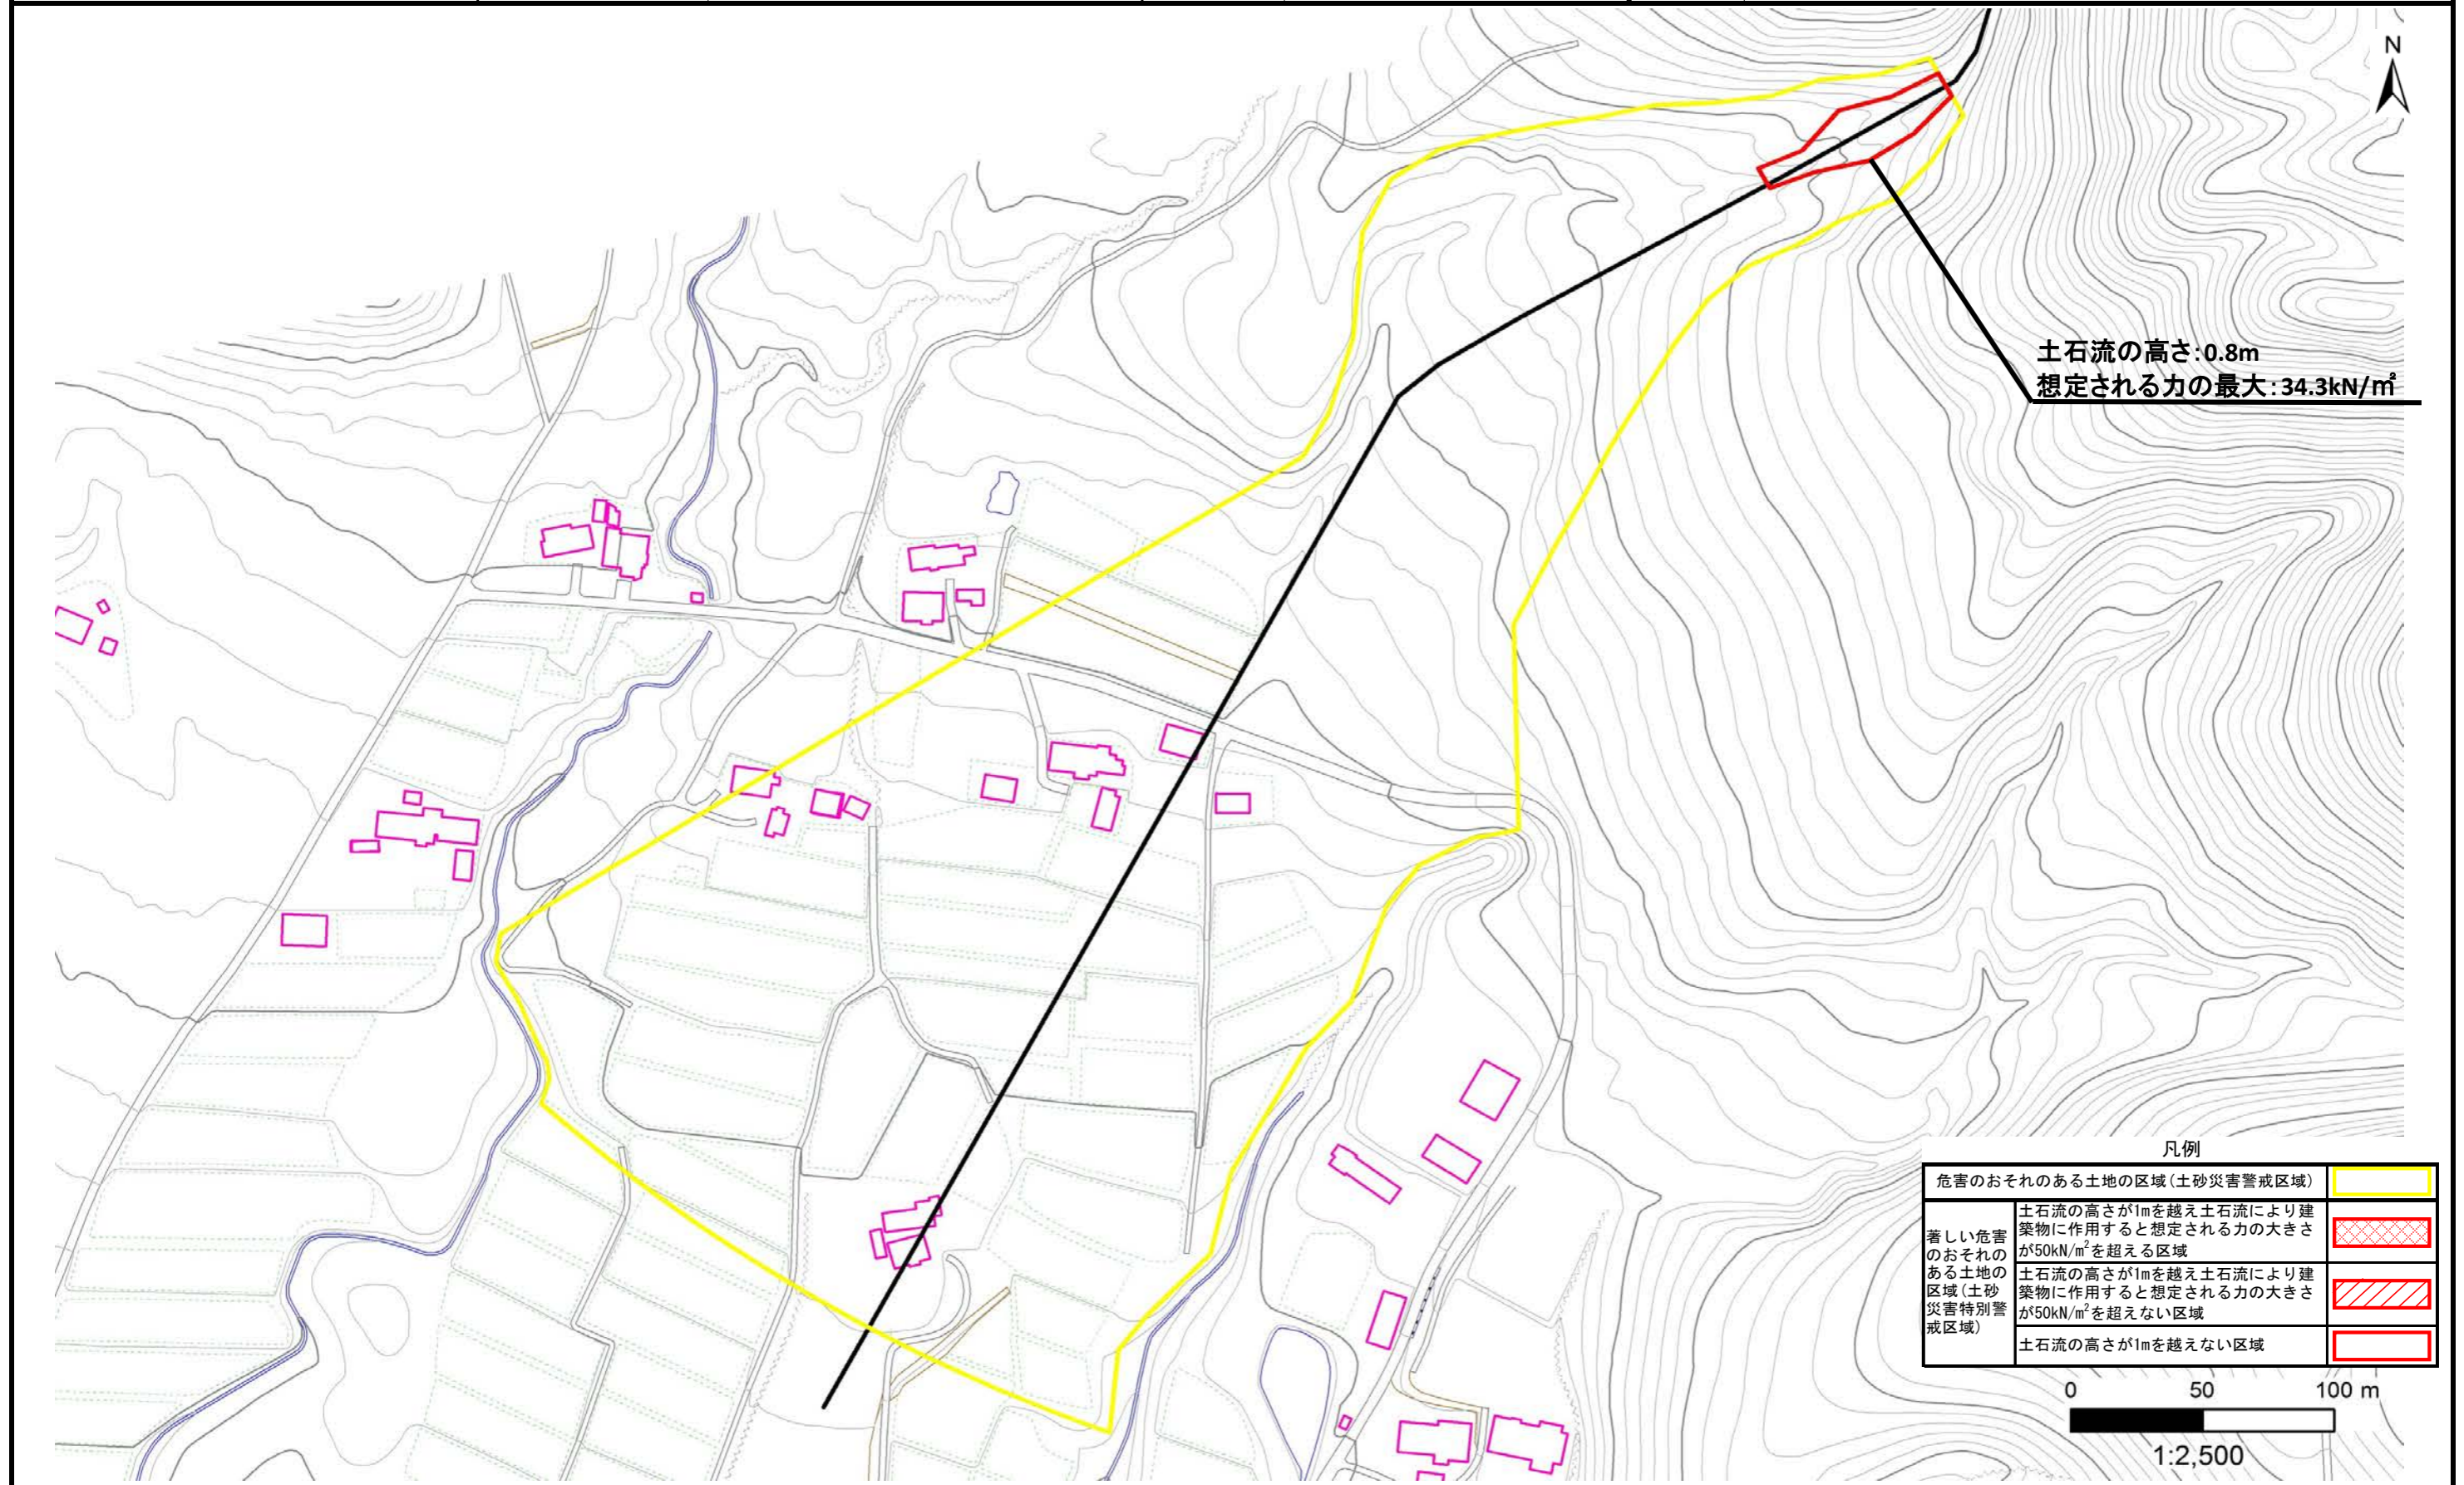 N
土石流の高さ:0.8m
想定される力の最大:34.3kN/㎡
凡例
危害のおそれのある土地の区域(土砂災害警戒区域)
著しい危害
のおそれの
ある土地の
区域(土砂
災害特別警
戒区域)
土石流の高さが1mを越え土石流により建
築物に作用すると想定される力の大きさ
が50kN/m²を超える区域
土石流の高さが1mを越え土石流により建
築物に作用すると想定される力の大きさ
が50kN/m²を超えない区域
土石流の高さが1mを越えない区域
0 50 100 m
1:2,500